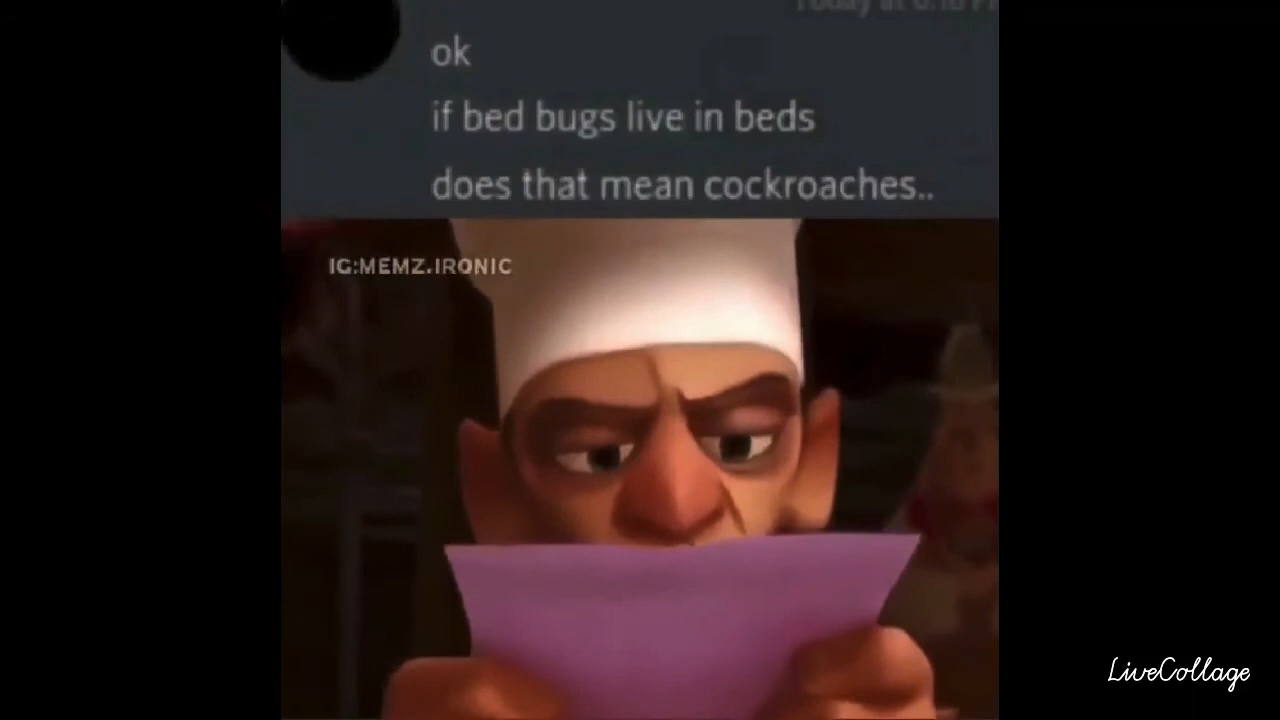 ok
if bed bugs live in beds
does that mean cockroaches..
IG:MEMZ.IRONIC
LiveCollage